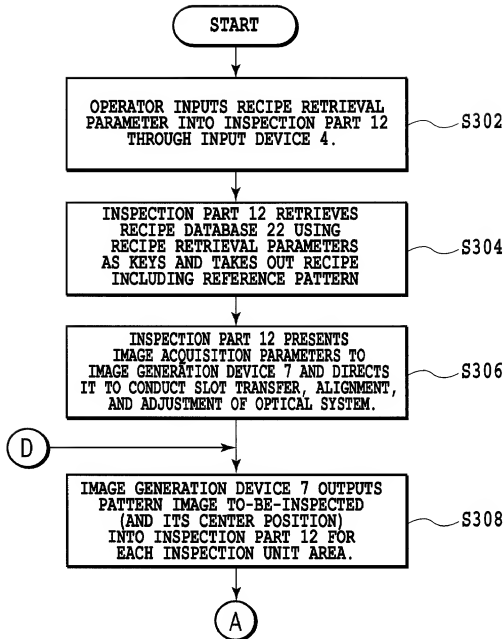 START
OPERATOR INPUTS RECIPE RETRIEVAL
PARAMETER INTO INSPECTION PART 12
THROUGH INPUT DEVICE 4.
S302
INSPECTION PART 12 RETRIEVES
RECIPE DATABASE 22 USING
RECIPE RETRIEVAL PARAMETERS
AS KEYS AND TAKES OUT RECIPE
INCLUDING REFERENCE PATTERN
S304
INSPECTION PART 12 PRESENTS
IMAGE ACQUISITION PARAMETERS TO
IMAGE GENERATION DEVICE 7 AND DIRECTS
IT TO CONDUCT SLOT TRANSFER, ALIGNMENT,
AND ADJUSTMENT OF OPTICAL SYSTEM.
S306
D
IMAGE GENERATION DEVICE 7 OUTPUTS
PATTERN IMAGE TO-BE-INSPECTED
(AND ITS CENTER POSITION)
INTO INSPECTION PART 12 FOR
EACH INSPECTION UNIT AREA.
S308
A